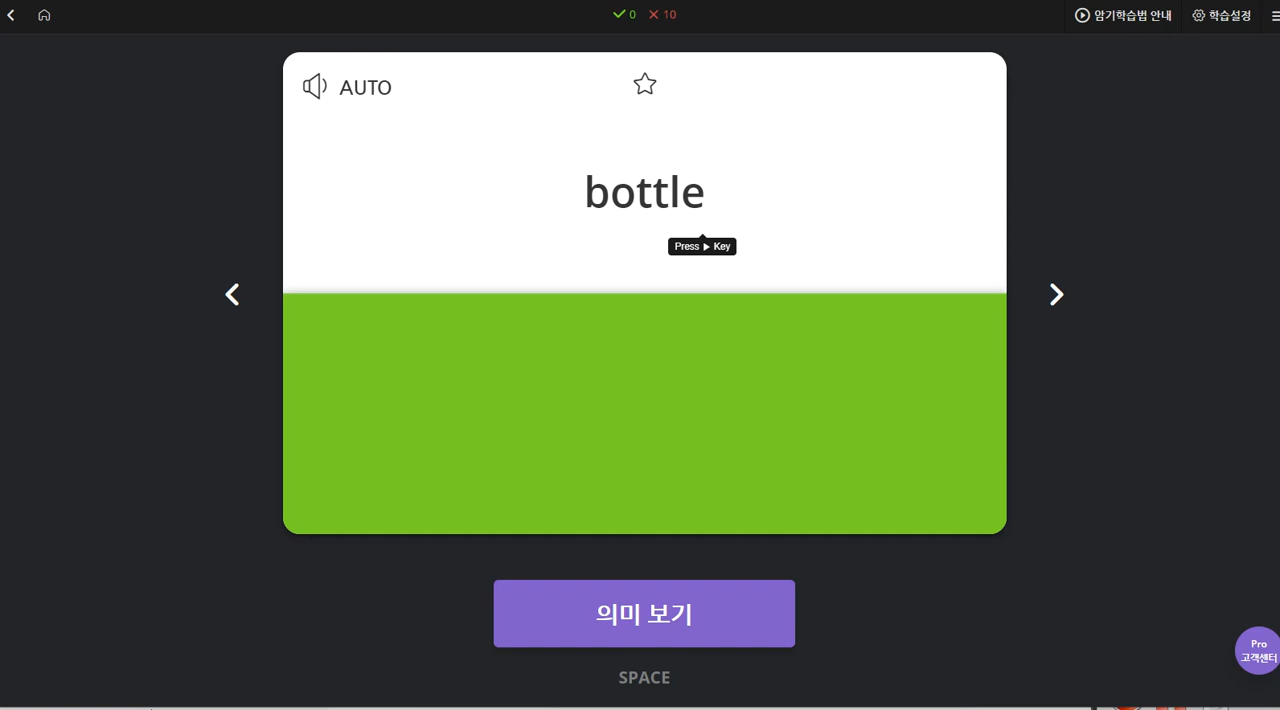 0 10
암기학습법 안내
학습설정
AUTO
bottle
Press ▶ Key
의미 보기
SPACE
Pro
고객센터